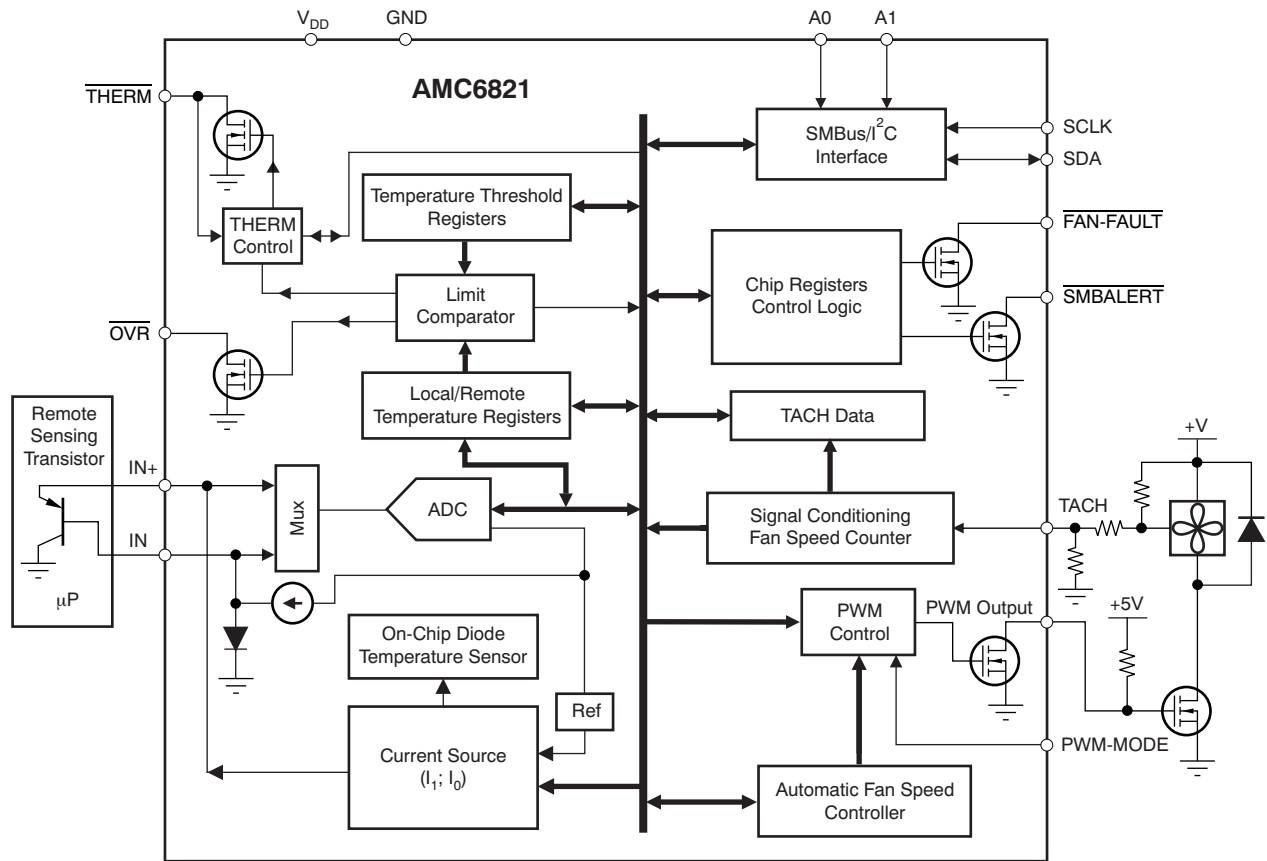 V_DD
GND
A0
A1
AMC6821
THERM
SMBus/I²C
Interface
SCLK
SDA
Temperature Threshold
Registers
THERM
Control
FAN-FAULT
Chip Registers
Control Logic
Limit
Comparator
SMBALERT
OVR
Local/Remote
Temperature Registers
TACH Data
Remote
Sensing
Transistor
+V
IN+
Mux
ADC
Signal Conditioning
Fan Speed Counter
TACH
IN
µP
On-Chip Diode
Temperature Sensor
PWM
Control
PWM Output
+5V
Ref
Current Source
(I₁; I₀)
PWM-MODE
Automatic Fan Speed
Controller